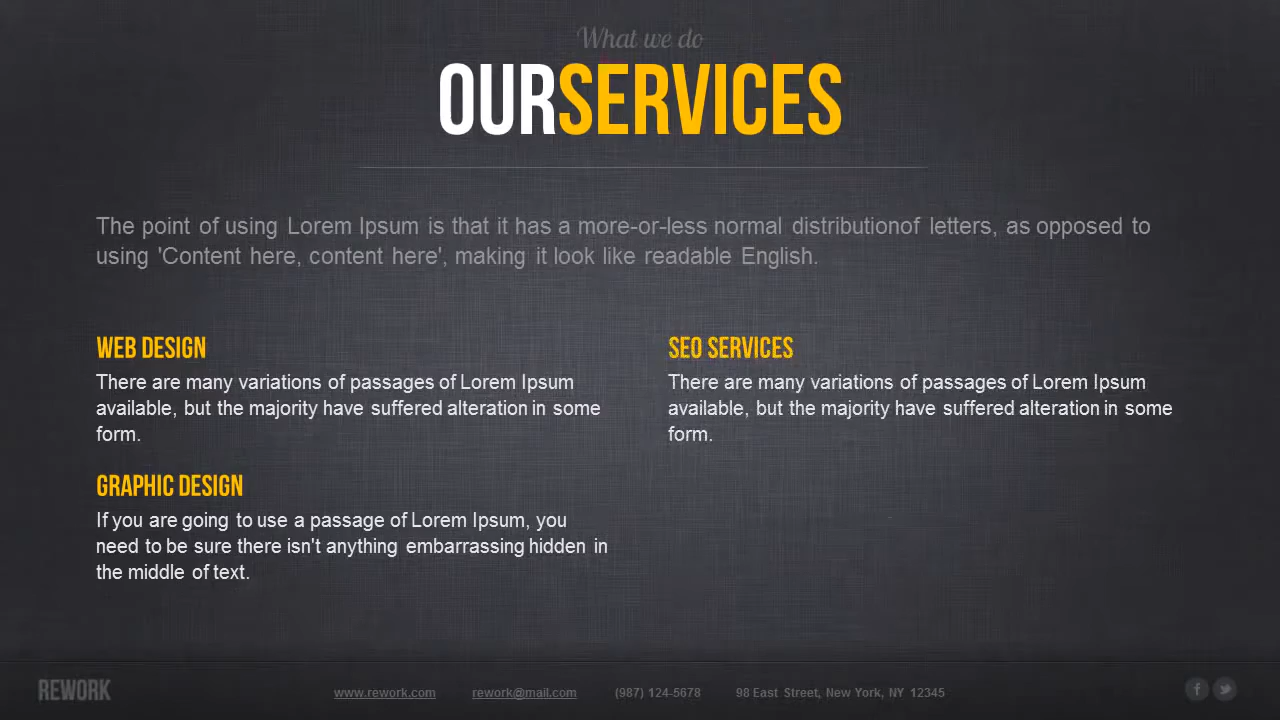 What we do
OURSERVICES
The point of using Lorem Ipsum is that it has a more-or-less normal distributionof letters, as opposed to
using 'Content here, content here', making it look like readable English.
WEB DESIGN
There are many variations of passages of Lorem Ipsum
available, but the majority have suffered alteration in some
form.
SEO SERVICES
There are many variations of passages of Lorem Ipsum
available, but the majority have suffered alteration in some
form.
GRAPHIC DESIGN
If you are going to use a passage of Lorem Ipsum, you
need to be sure there isn't anything embarrassing hidden in
the middle of text.
REWORK
www.rework.com rework@mail.com (987) 124-5678 98 East Street, New York, NY 12345